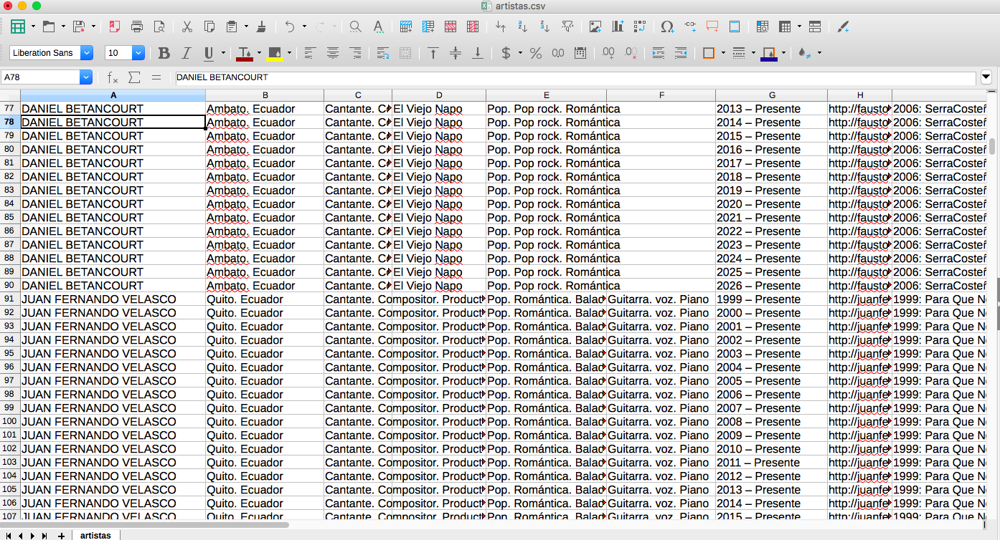 artistas.csv
Liberation Sans 10
A78 DANIEL BETANCOURT
A B C D E F G H
77 DANIEL BETANCOURT Ambato. Ecuador Cantante. El Viejo Napo Pop. Pop rock. Romántica 2013 – Presente http://fausto 2006: SerraCosteñ
78 DANIEL BETANCOURT Ambato. Ecuador Cantante. El Viejo Napo Pop. Pop rock. Romántica 2014 – Presente http://fausto 2006: SerraCosteñ
79 DANIEL BETANCOURT Ambato. Ecuador Cantante. El Viejo Napo Pop. Pop rock. Romántica 2015 – Presente http://fausto 2006: SerraCosteñ
80 DANIEL BETANCOURT Ambato. Ecuador Cantante. El Viejo Napo Pop. Pop rock. Romántica 2016 – Presente http://fausto 2006: SerraCosteñ
81 DANIEL BETANCOURT Ambato. Ecuador Cantante. El Viejo Napo Pop. Pop rock. Romántica 2017 – Presente http://fausto 2006: SerraCosteñ
82 DANIEL BETANCOURT Ambato. Ecuador Cantante. El Viejo Napo Pop. Pop rock. Romántica 2018 – Presente http://fausto 2006: SerraCosteñ
83 DANIEL BETANCOURT Ambato. Ecuador Cantante. El Viejo Napo Pop. Pop rock. Romántica 2019 – Presente http://fausto 2006: SerraCosteñ
84 DANIEL BETANCOURT Ambato. Ecuador Cantante. El Viejo Napo Pop. Pop rock. Romántica 2020 – Presente http://fausto 2006: SerraCosteñ
85 DANIEL BETANCOURT Ambato. Ecuador Cantante. El Viejo Napo Pop. Pop rock. Romántica 2021 – Presente http://fausto 2006: SerraCosteñ
86 DANIEL BETANCOURT Ambato. Ecuador Cantante. El Viejo Napo Pop. Pop rock. Romántica 2022 – Presente http://fausto 2006: SerraCosteñ
87 DANIEL BETANCOURT Ambato. Ecuador Cantante. El Viejo Napo Pop. Pop rock. Romántica 2023 – Presente http://fausto 2006: SerraCosteñ
88 DANIEL BETANCOURT Ambato. Ecuador Cantante. El Viejo Napo Pop. Pop rock. Romántica 2024 – Presente http://fausto 2006: SerraCosteñ
89 DANIEL BETANCOURT Ambato. Ecuador Cantante. El Viejo Napo Pop. Pop rock. Romántica 2025 – Presente http://fausto 2006: SerraCosteñ
90 DANIEL BETANCOURT Ambato. Ecuador Cantante. El Viejo Napo Pop. Pop rock. Romántica 2026 – Presente http://fausto 2006: SerraCosteñ
91 JUAN FERNANDO VELASCO Quito. Ecuador Cantante. Compositor. Product Pop. Romántica. Balad Guitarra. voz. Piano 1999 – Presente http://juanfe 1999: Para Que N
92 JUAN FERNANDO VELASCO Quito. Ecuador Cantante. Compositor. Product Pop. Romántica. Balad Guitarra. voz. Piano 2000 – Presente http://juanfe 1999: Para Que N
93 JUAN FERNANDO VELASCO Quito. Ecuador Cantante. Compositor. Product Pop. Romántica. Balad Guitarra. voz. Piano 2001 – Presente http://juanfe 1999: Para Que N
94 JUAN FERNANDO VELASCO Quito. Ecuador Cantante. Compositor. Product Pop. Romántica. Balad Guitarra. voz. Piano 2002 – Presente http://juanfe 1999: Para Que N
95 JUAN FERNANDO VELASCO Quito. Ecuador Cantante. Compositor. Product Pop. Romántica. Balad Guitarra. voz. Piano 2003 – Presente http://juanfe 1999: Para Que N
96 JUAN FERNANDO VELASCO Quito. Ecuador Cantante. Compositor. Product Pop. Romántica. Balad Guitarra. voz. Piano 2004 – Presente http://juanfe 1999: Para Que N
97 JUAN FERNANDO VELASCO Quito. Ecuador Cantante. Compositor. Product Pop. Romántica. Balad Guitarra. voz. Piano 2005 – Presente http://juanfe 1999: Para Que N
98 JUAN FERNANDO VELASCO Quito. Ecuador Cantante. Compositor. Product Pop. Romántica. Balad Guitarra. voz. Piano 2006 – Presente http://juanfe 1999: Para Que N
99 JUAN FERNANDO VELASCO Quito. Ecuador Cantante. Compositor. Product Pop. Romántica. Balad Guitarra. voz. Piano 2007 – Presente http://juanfe 1999: Para Que N
100 JUAN FERNANDO VELASCO Quito. Ecuador Cantante. Compositor. Product Pop. Romántica. Balad Guitarra. voz. Piano 2008 – Presente http://juanfe 1999: Para Que N
101 JUAN FERNANDO VELASCO Quito. Ecuador Cantante. Compositor. Product Pop. Romántica. Balad Guitarra. voz. Piano 2009 – Presente http://juanfe 1999: Para Que N
102 JUAN FERNANDO VELASCO Quito. Ecuador Cantante. Compositor. Product Pop. Romántica. Balad Guitarra. voz. Piano 2010 – Presente http://juanfe 1999: Para Que N
103 JUAN FERNANDO VELASCO Quito. Ecuador Cantante. Compositor. Product Pop. Romántica. Balad Guitarra. voz. Piano 2011 – Presente http://juanfe 1999: Para Que N
104 JUAN FERNANDO VELASCO Quito. Ecuador Cantante. Compositor. Product Pop. Romántica. Balad Guitarra. voz. Piano 2012 – Presente http://juanfe 1999: Para Que N
105 JUAN FERNANDO VELASCO Quito. Ecuador Cantante. Compositor. Product Pop. Romántica. Balad Guitarra. voz. Piano 2013 – Presente http://juanfe 1999: Para Que N
106 JUAN FERNANDO VELASCO Quito. Ecuador Cantante. Compositor. Product Pop. Romántica. Balad Guitarra. voz. Piano 2014 – Presente http://juanfe 1999: Para Que N
107 JUAN FERNANDO VELASCO Quito. Ecuador Cantante. Compositor. Product Pop. Romántica. Balad Guitarra. voz. Piano 2015 – Presente http://juanfe 1999: Para Que N
artistas